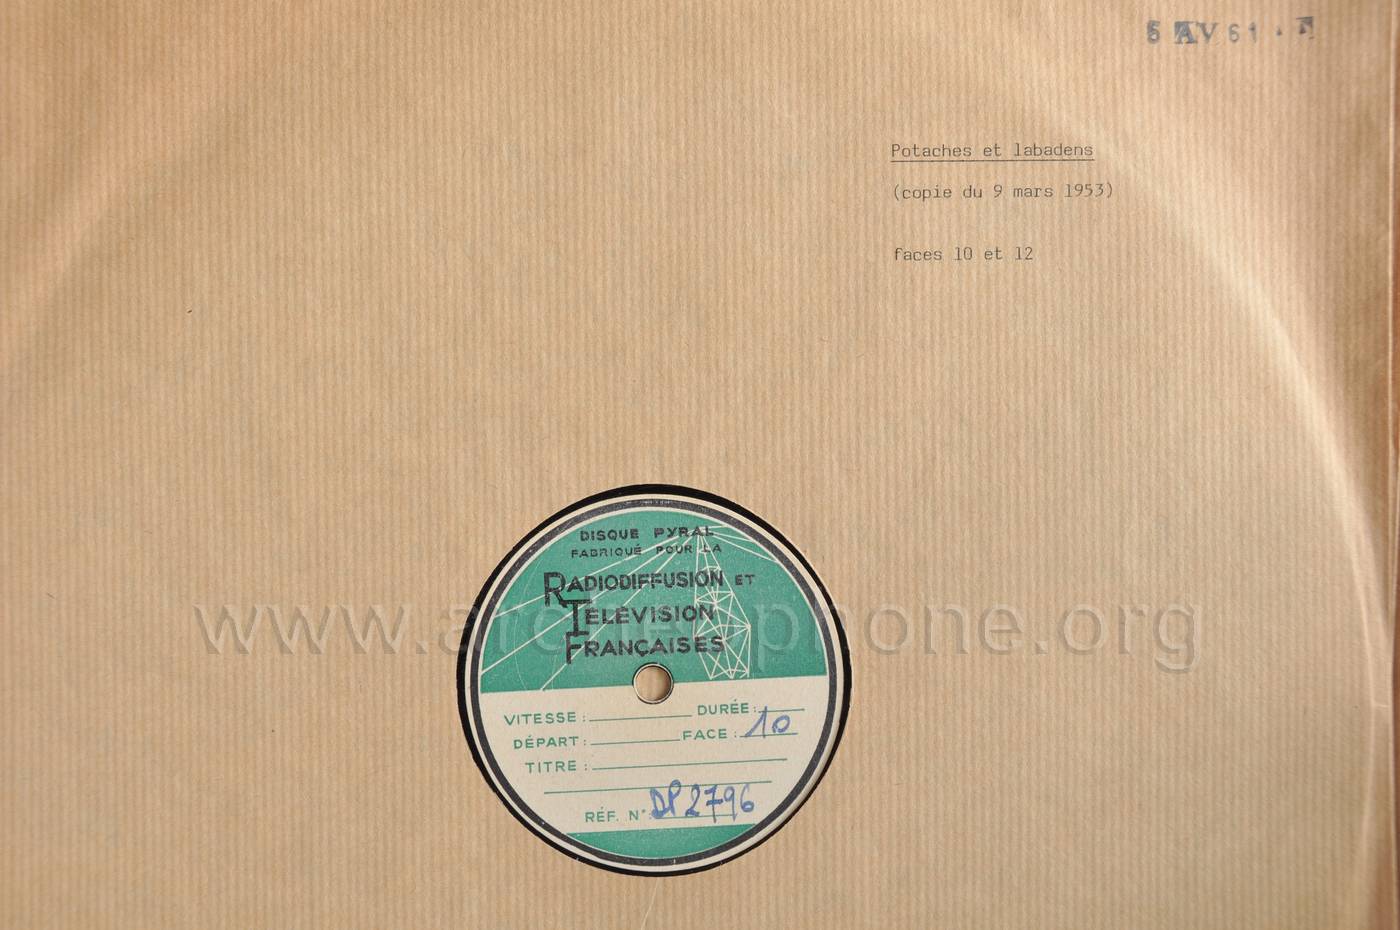 5 AV 61
Potaches et labadens
(copie du 9 mars 1953)
faces 10 et 12
DISQUE PYRAL
FABRIQUÉ POUR LA
RADIODIFFUSION ET
TÉLÉVISION
FRANÇAISES
www.archeophone.org
VITESSE : DURÉE :
DÉPART : FACE : 10
TITRE :
RÉF. N° : DP 2796